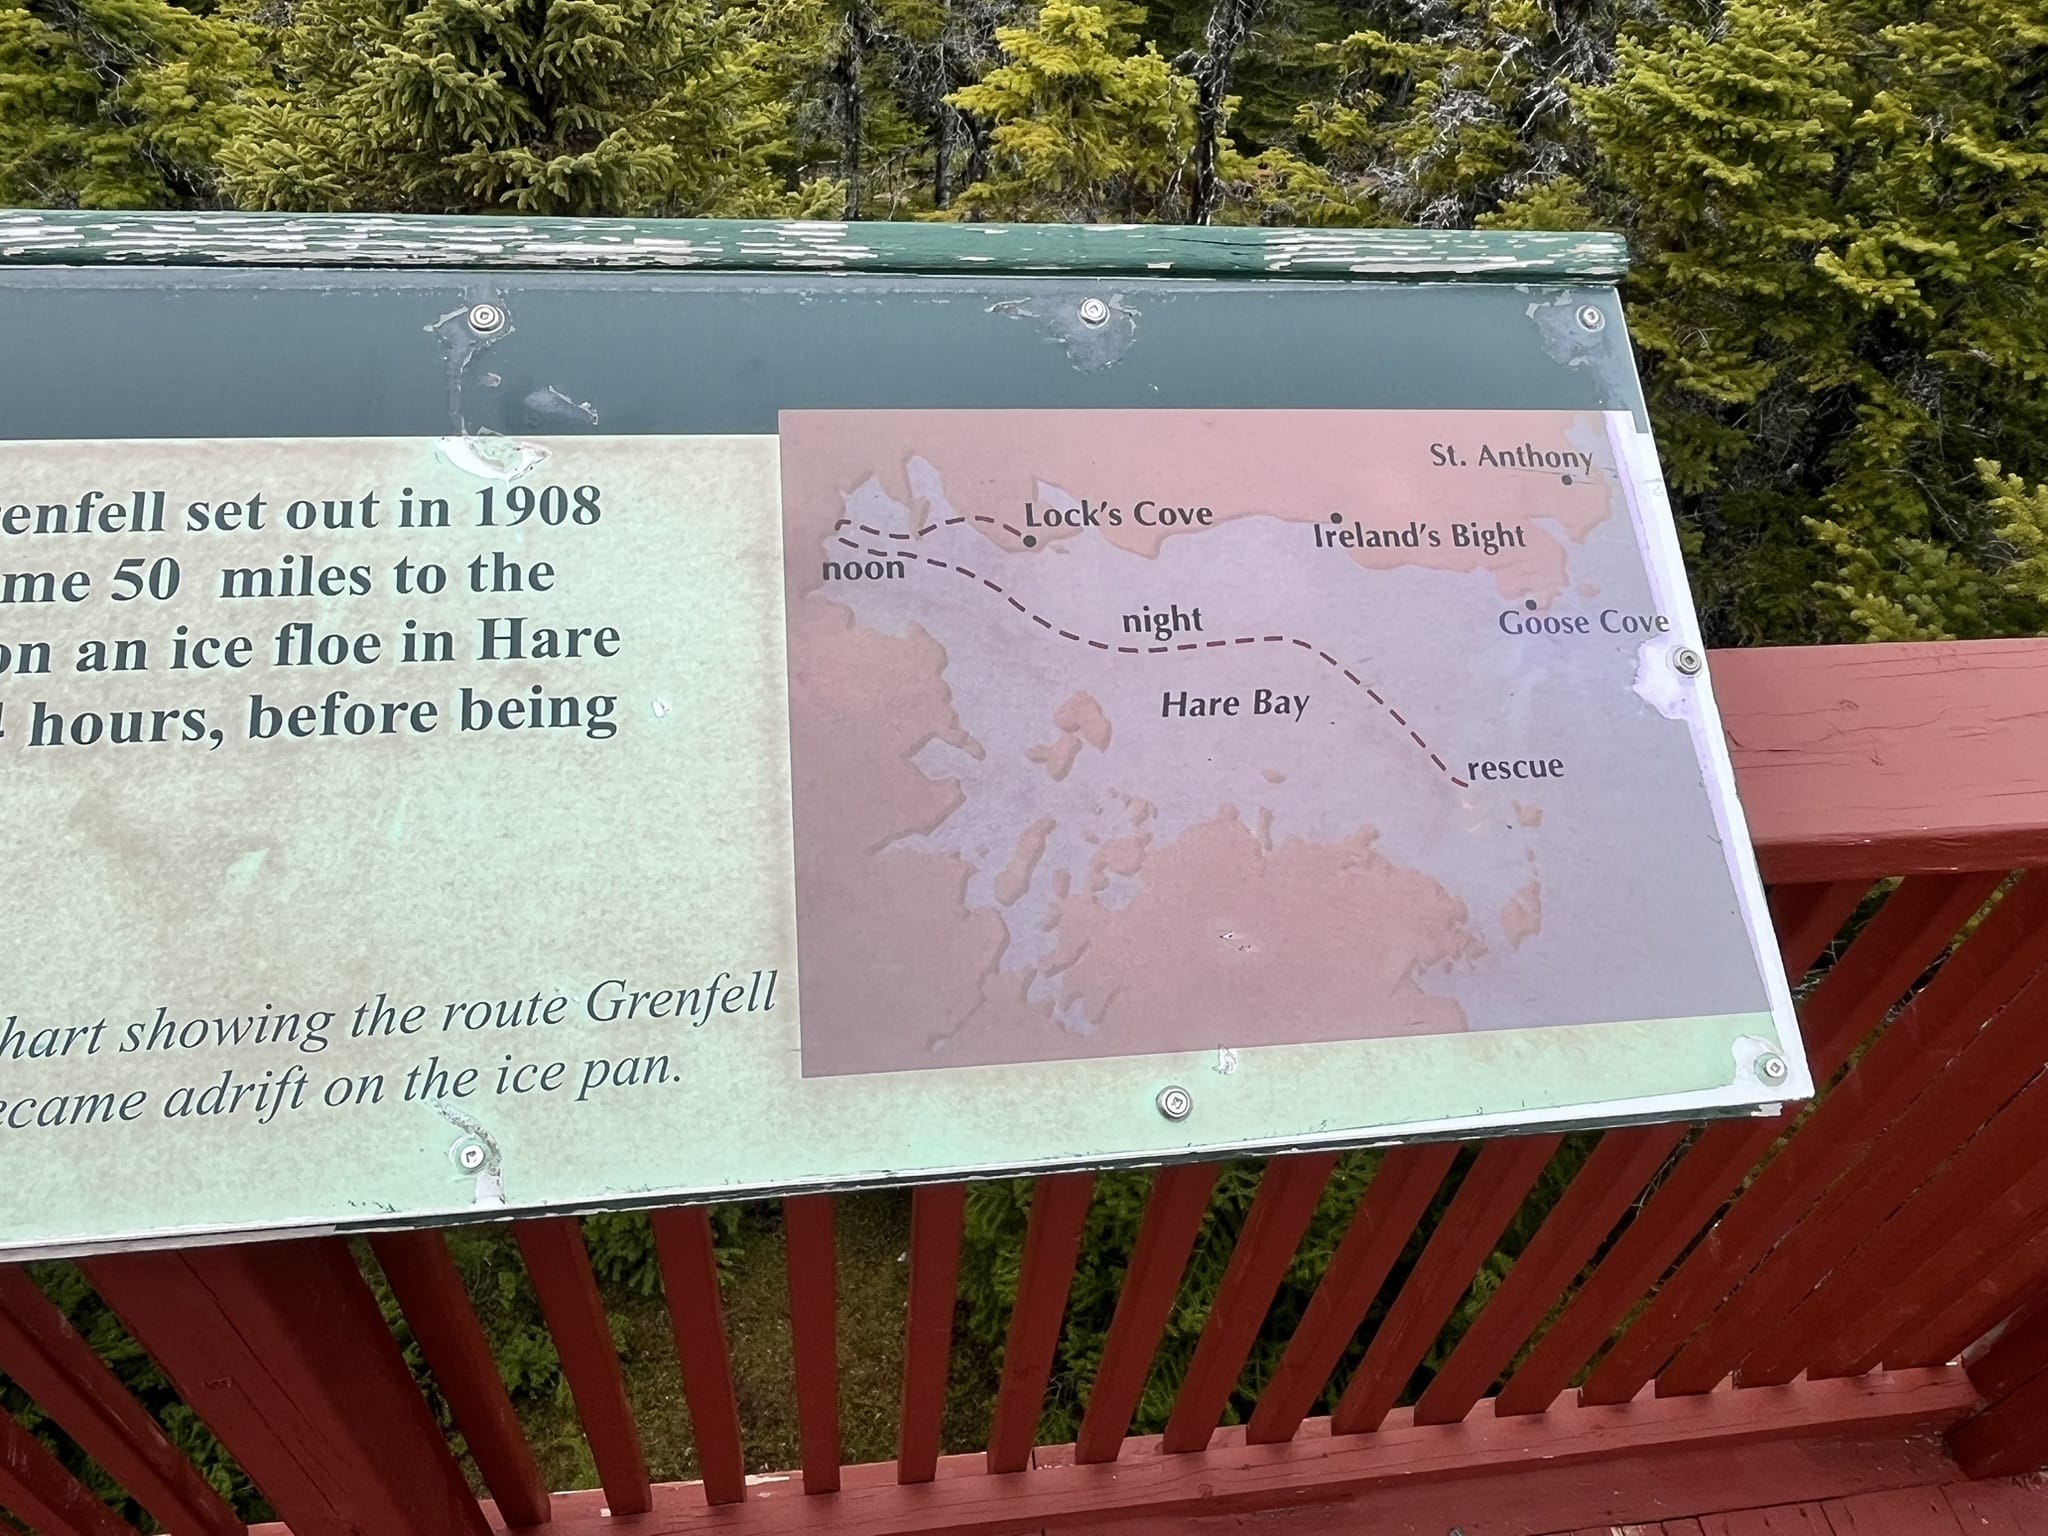 enfell set out in 1908
me 50 miles to the
on an ice floe in Hare
hours, before being
hart showing the route Grenfell
ecame adrift on the ice pan.
St. Anthony
Lock's Cove
Ireland's Bight
noon
night
Goose Cove
Hare Bay
rescue